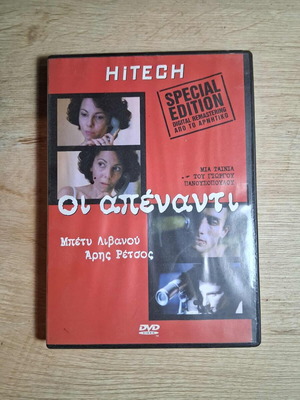 HITECH
SPECIAL
EDITION
DIGITAL REMASTERING
ΑΠΟ ΤΟ ΑΡΝΗΤΙΚΟ
ΜΙΑ ΤΑΙΝΙΑ
ΤΟΥ ΓΙΩΡΓΟΥ
ΠΑΝΟΥΣΟΠΟΥΛΟΥ
οι απέναντι
Μπέτυ Λιβανού
Άρης Ρέτσος
DVD